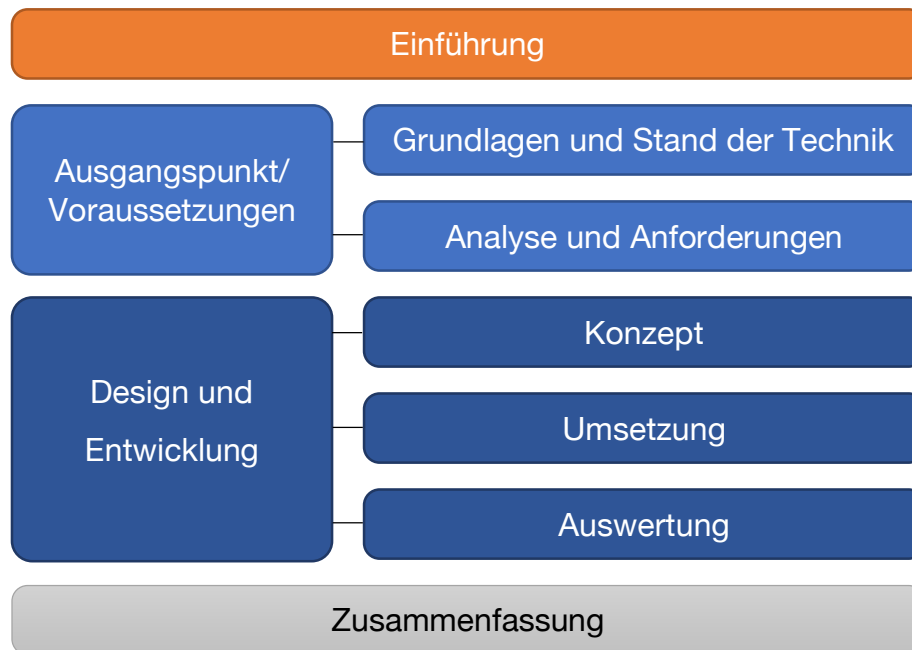 Einführung
Ausgangspunkt/
Voraussetzungen
Grundlagen und Stand der Technik
Analyse und Anforderungen
Design und
Entwicklung
Konzept
Umsetzung
Auswertung
Zusammenfassung